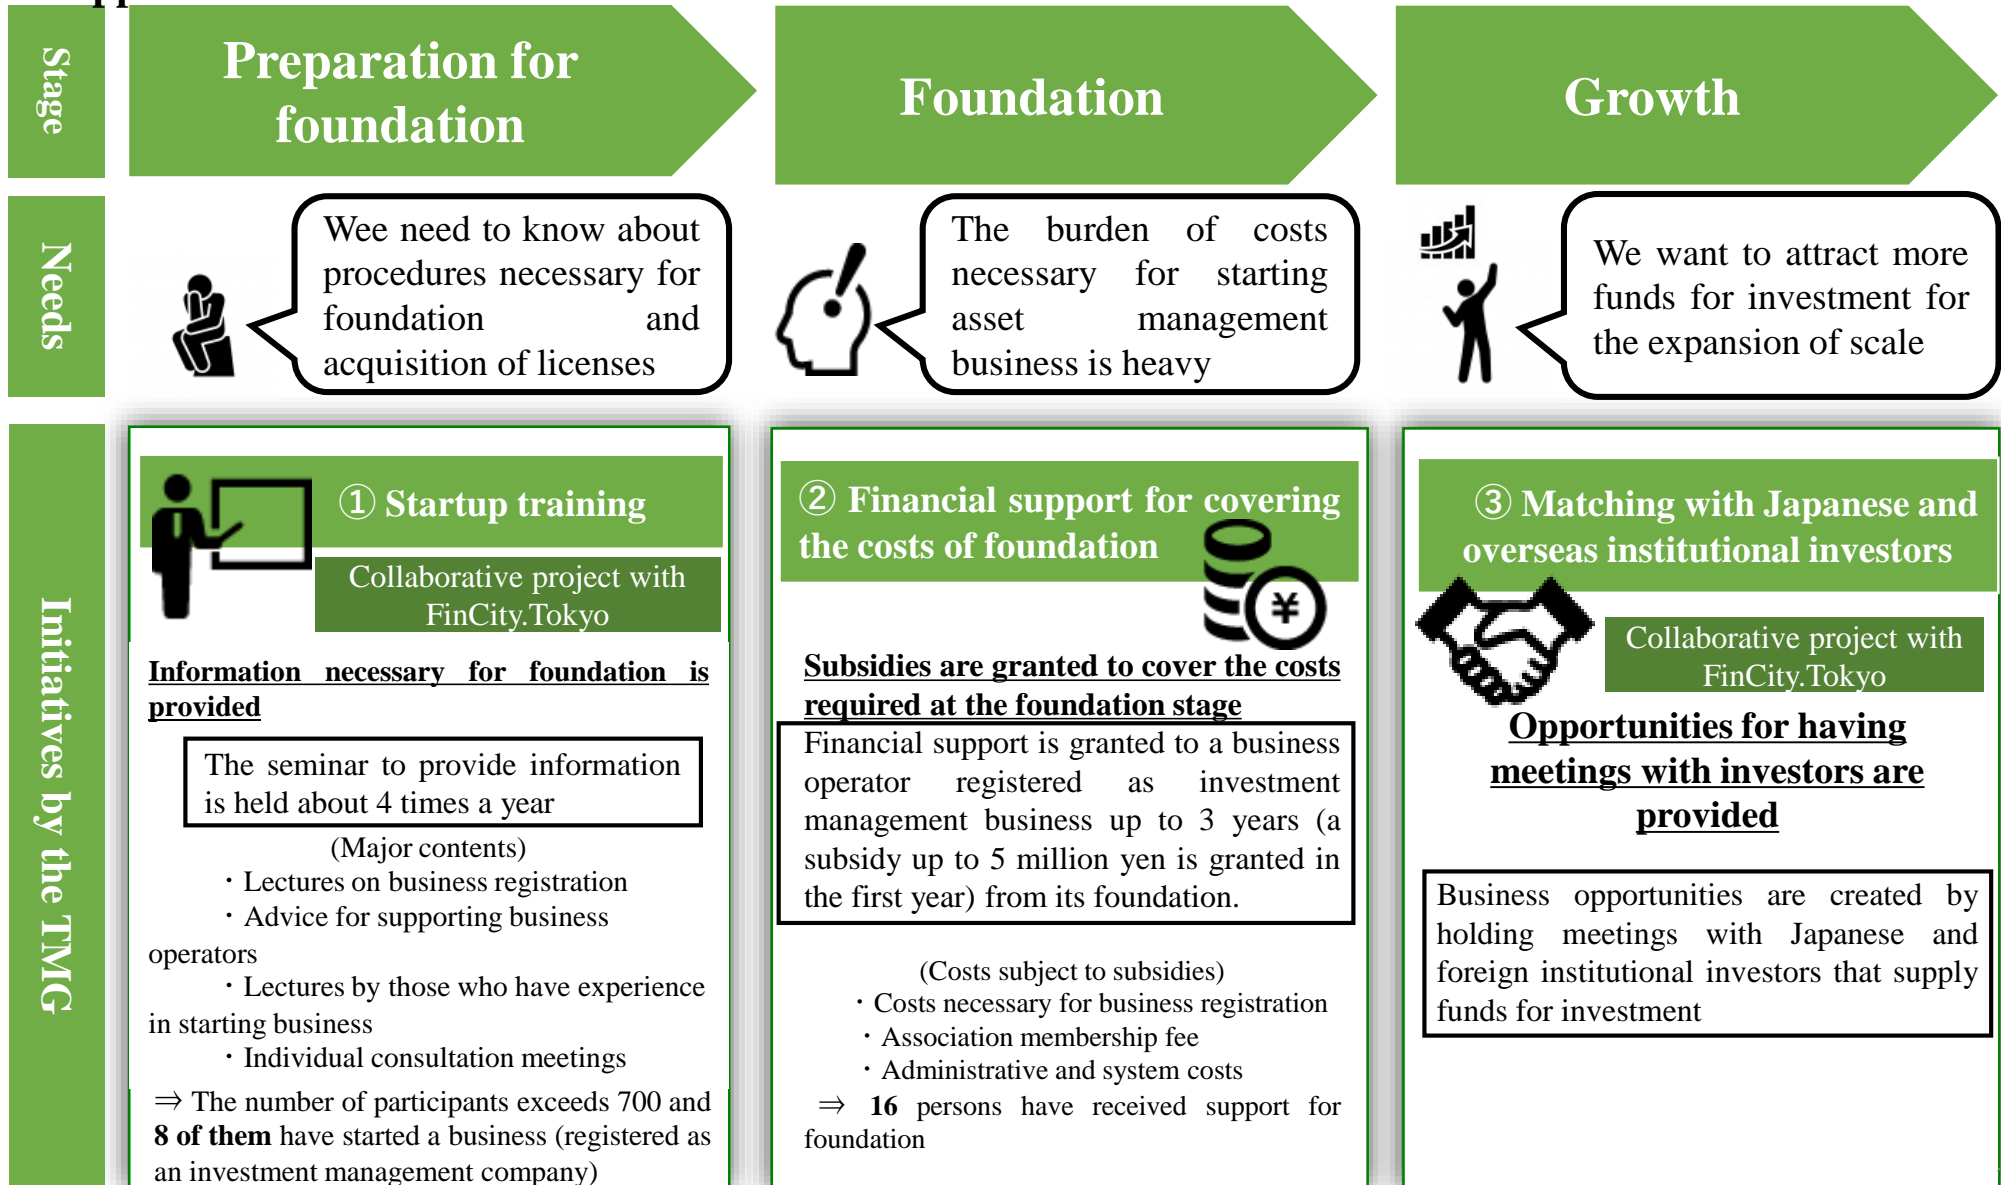 Stage
Preparation for
foundation
Foundation
Growth
Needs
Wee need to know about
procedures necessary for
foundation and
acquisition of licenses
The burden of costs
necessary for starting
asset management
business is heavy
We want to attract more
funds for investment for
the expansion of scale
Initiatives by the TMG
① Startup training
Collaborative project with
FinCity.Tokyo
Information necessary for foundation is
provided
The seminar to provide information
is held about 4 times a year
(Major contents)
・Lectures on business registration
・Advice for supporting business
operators
・Lectures by those who have experience
in starting business
・Individual consultation meetings
⇒ The number of participants exceeds 700 and
8 of them have started a business (registered as
an investment management company)
② Financial support for covering
the costs of foundation
¥
Subsidies are granted to cover the costs
required at the foundation stage
Financial support is granted to a business
operator registered as investment
management business up to 3 years (a
subsidy up to 5 million yen is granted in
the first year) from its foundation.
(Costs subject to subsidies)
・Costs necessary for business registration
・Association membership fee
・Administrative and system costs
⇒ 16 persons have received support for
foundation
③ Matching with Japanese and
overseas institutional investors
Collaborative project with
FinCity.Tokyo
Opportunities for having
meetings with investors are
provided
Business opportunities are created by
holding meetings with Japanese and
foreign institutional investors that supply
funds for investment